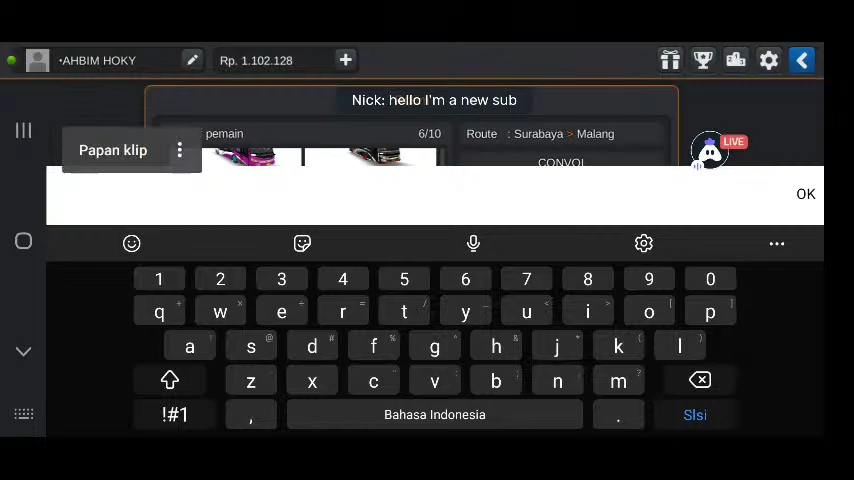 •AHBIM HOKY
Rp. 1.102.128
Nick: hello I'm a new sub
pemain
6/10
Route : Surabaya > Malang
CONVOI
LIVE
Papan klip
OK
1 2 3 4 5 6 7 8 9 0
q w e r t y u i o p
a s d f g h j k l
z x c v b n m
!#1 , Bahasa Indonesia . Slsi